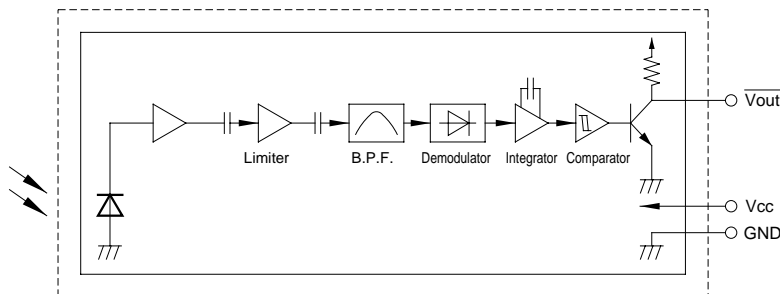 Vout
Limiter
B.P.F.
Demodulator
Integrator
Comparator
Vcc
GND